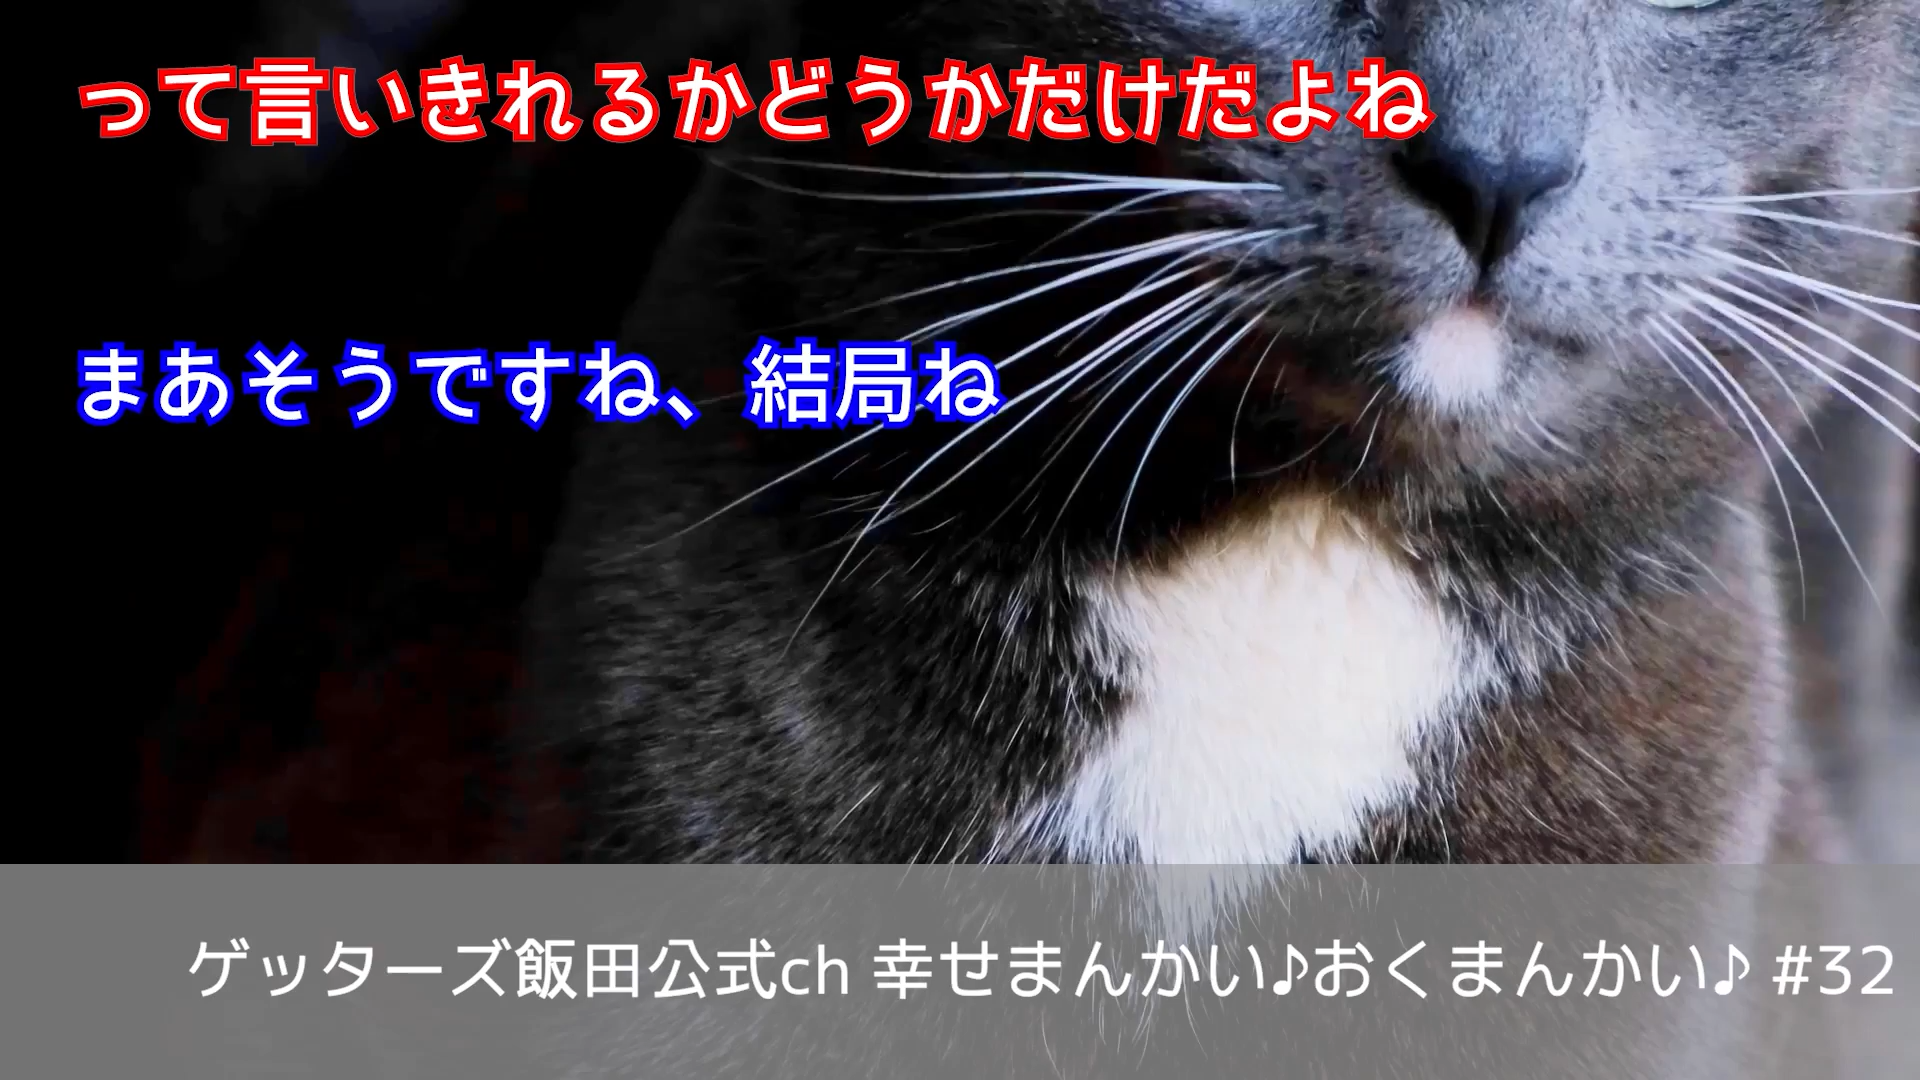 って言いきれるかどうかだけだよね
まあそうですね、結局ね
ゲッターズ飯田公式ch 幸せまんかい♪おくまんかい♪ #32